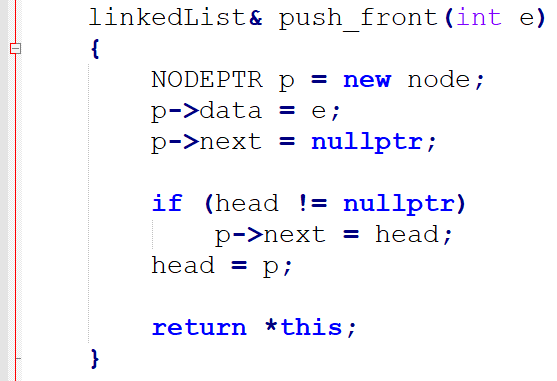 linkedList& push_front(int e)
{
NODEPTR p = new node;
p->data = e;
p->next = nullptr;
if (head != nullptr)
p->next = head;
head = p;
return *this;
}